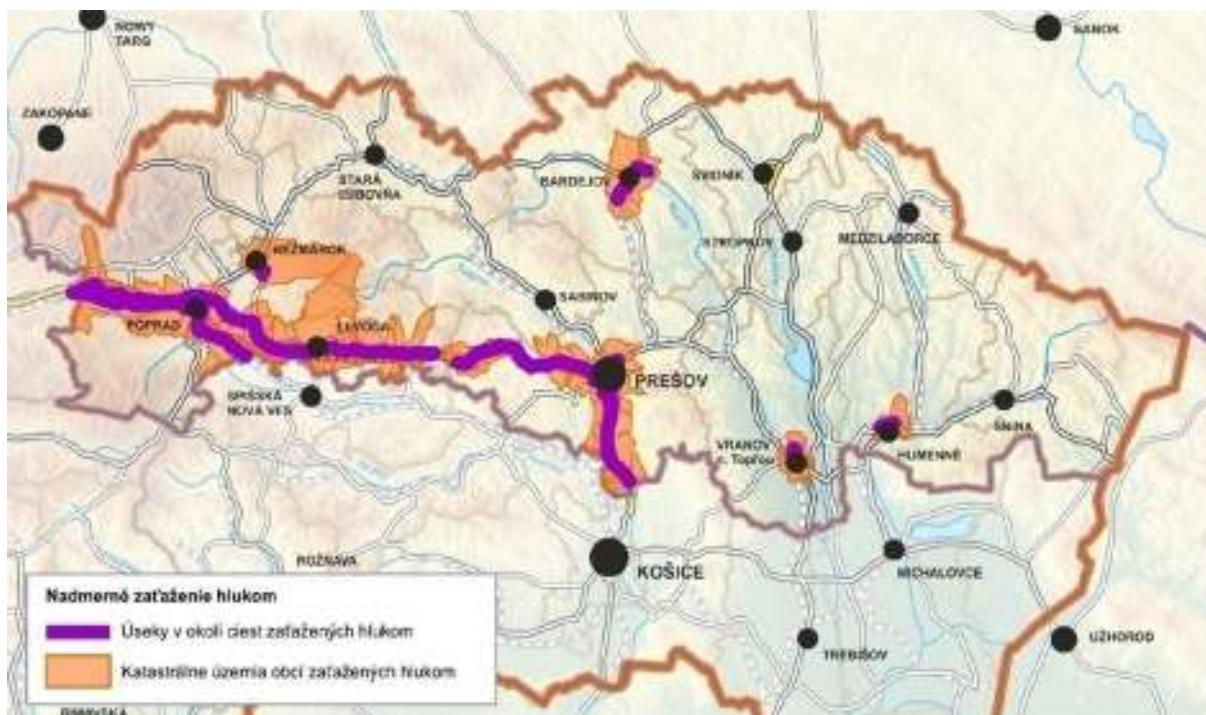 NOWY
TARG
SANOK
ZAKOPANE
STARÁ
ĽUBOVŇA
BARDEJOV
SVIDNÍK
STROPKOV
MEDZILABORCE
KEŽMAROK
SABINOV
POPRAD
LEVOČA
PREŠOV
SPIŠSKÁ
NOVÁ VES
SNINA
VRANOV
n. Topľou
HUMENNÉ
ROŽŇAVA
KOŠICE
MICHALOVCE
TREBIŠOV
UŽHOROD
Nadmerné zaťaženie hlukom
Úseky v okolí ciest zaťažených hlukom
Katastrálne územia obcí zaťažených hlukom
RIMAVSKÁ